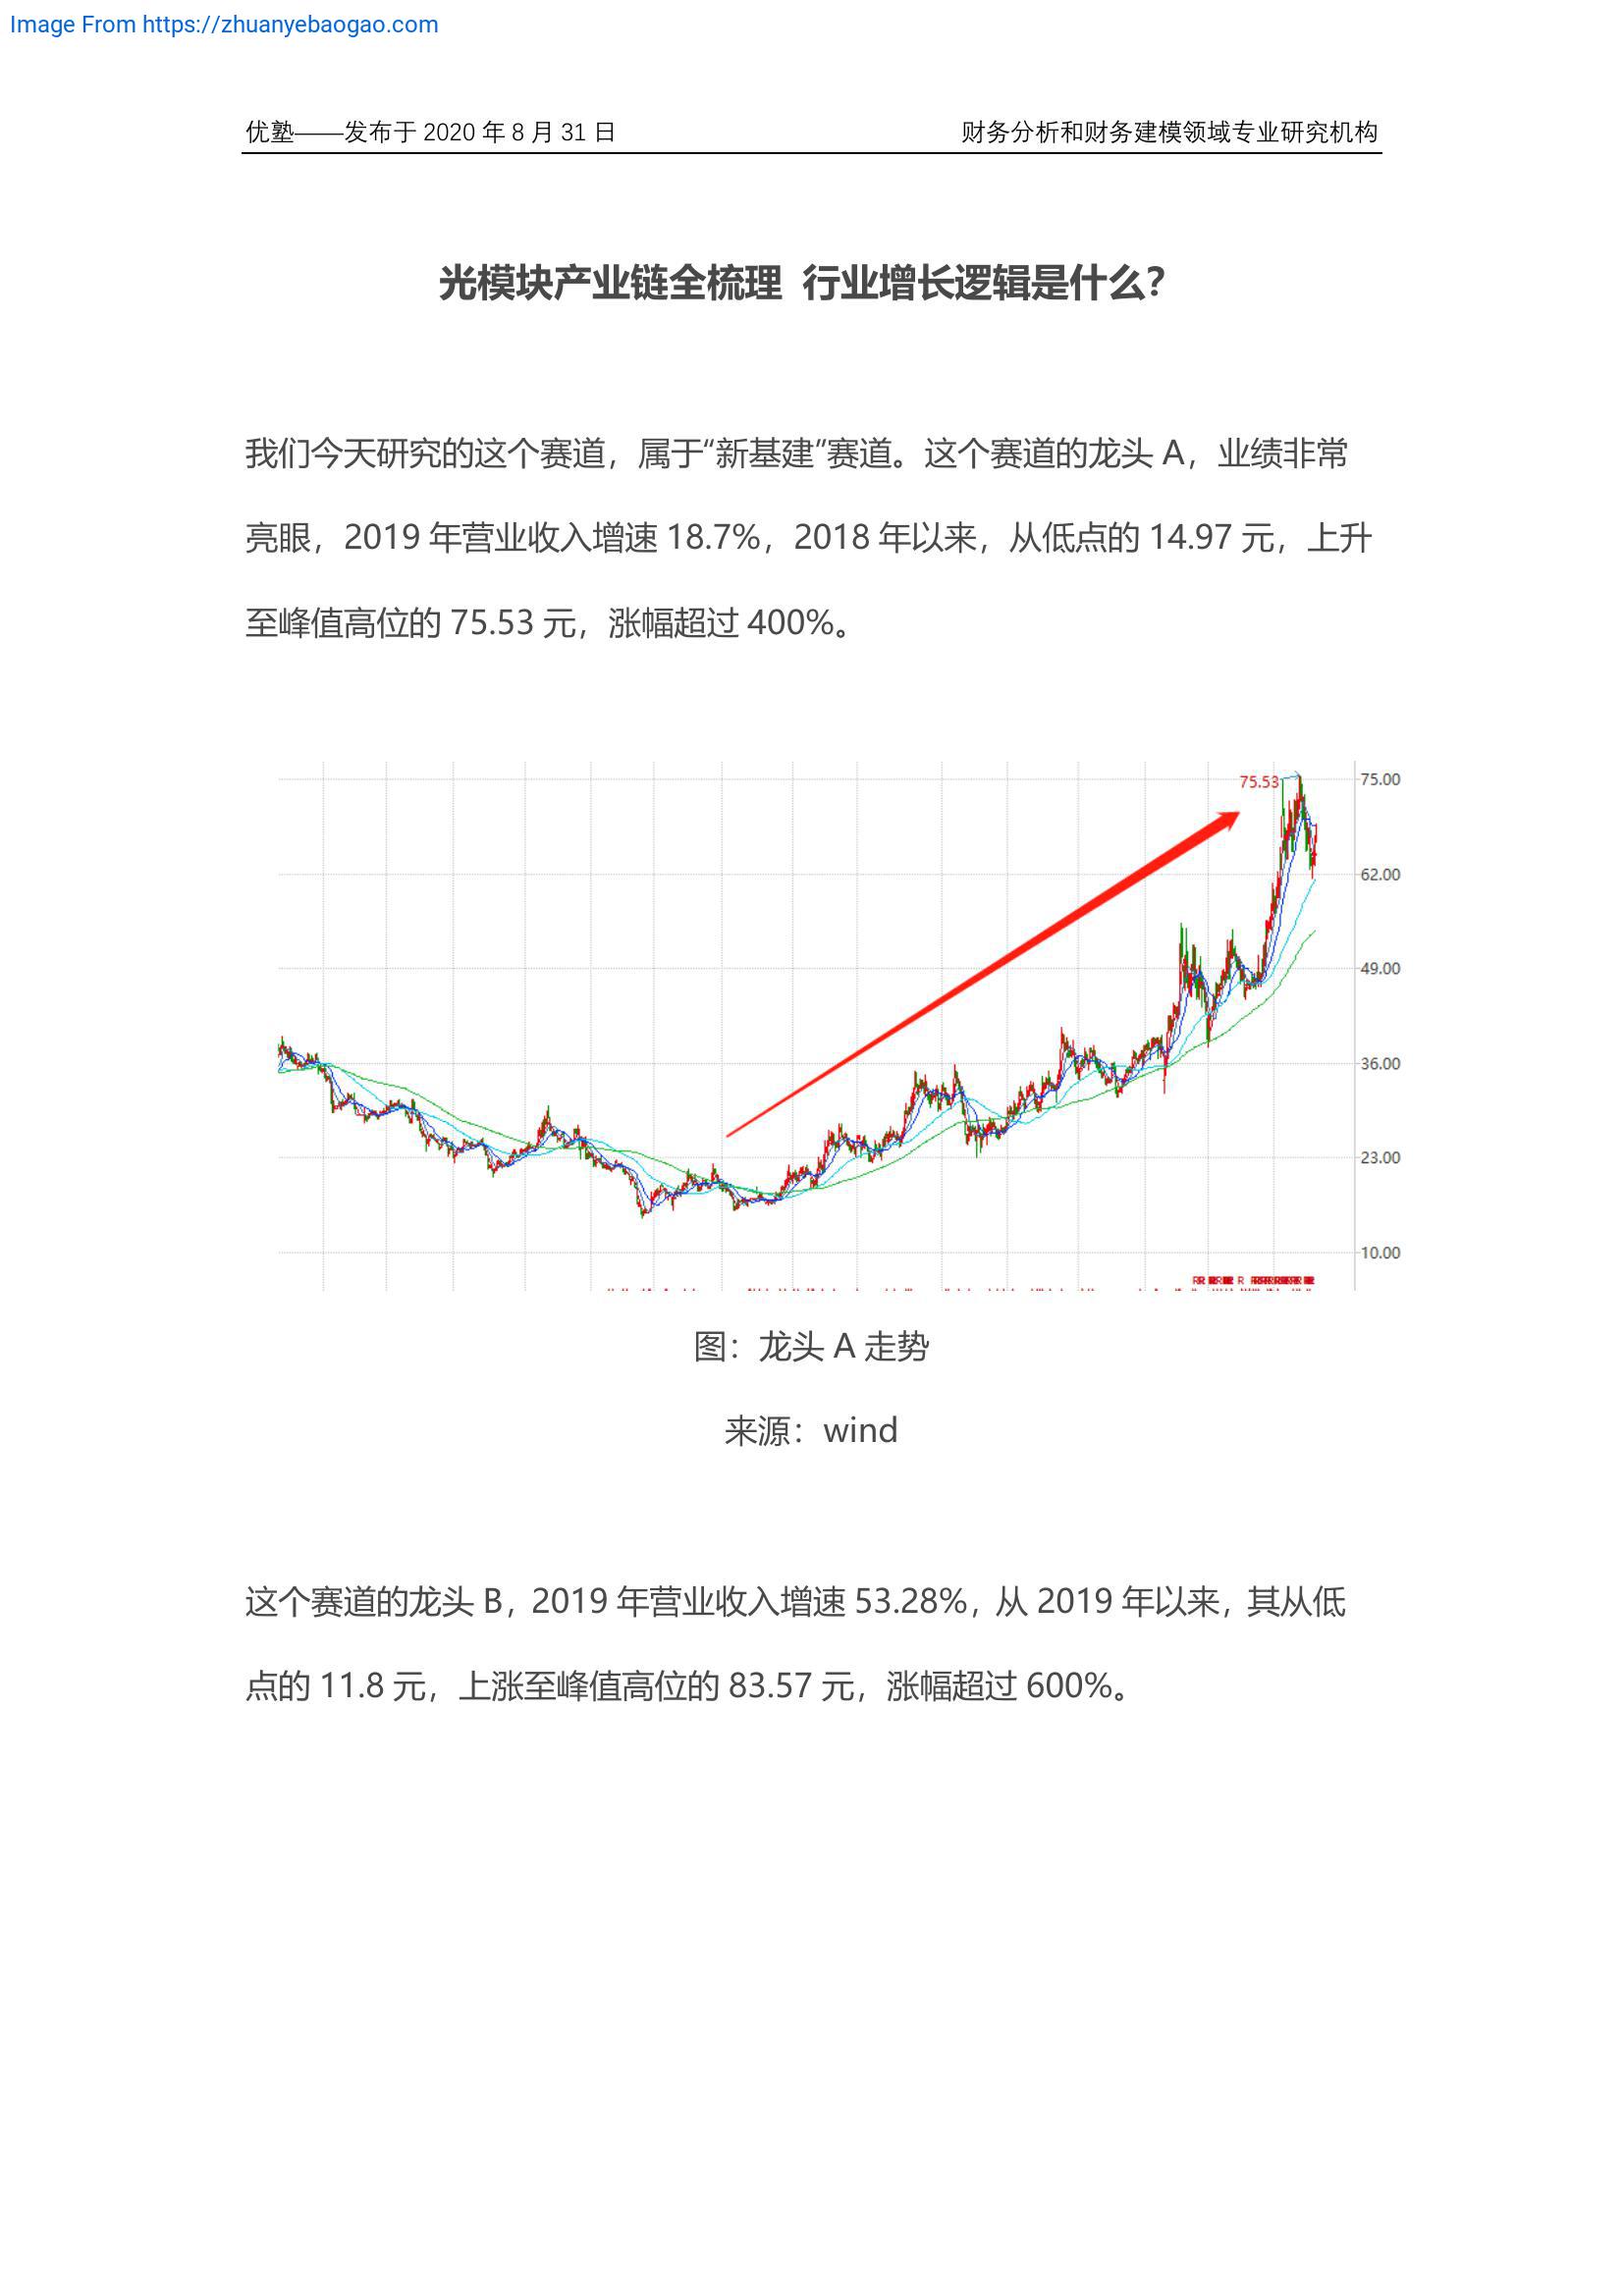 Image From https://zhuanyebaogao.com
优塾——发布于 2020 年 8 月 31 日 财务分析和财务建模领域专业研究机构
光模块产业链全梳理 行业增长逻辑是什么？
我们今天研究的这个赛道，属于“新基建”赛道。这个赛道的龙头 A，业绩非常
亮眼，2019 年营业收入增速 18.7%，2018 年以来，从低点的 14.97 元，上升
至峰值高位的 75.53 元，涨幅超过 400%。
75.53
75.00
62.00
49.00
36.00
23.00
10.00
图：龙头 A 走势
来源：wind
这个赛道的龙头 B，2019 年营业收入增速 53.28%，从 2019 年以来，其从低
点的 11.8 元，上涨至峰值高位的 83.57 元，涨幅超过 600%。